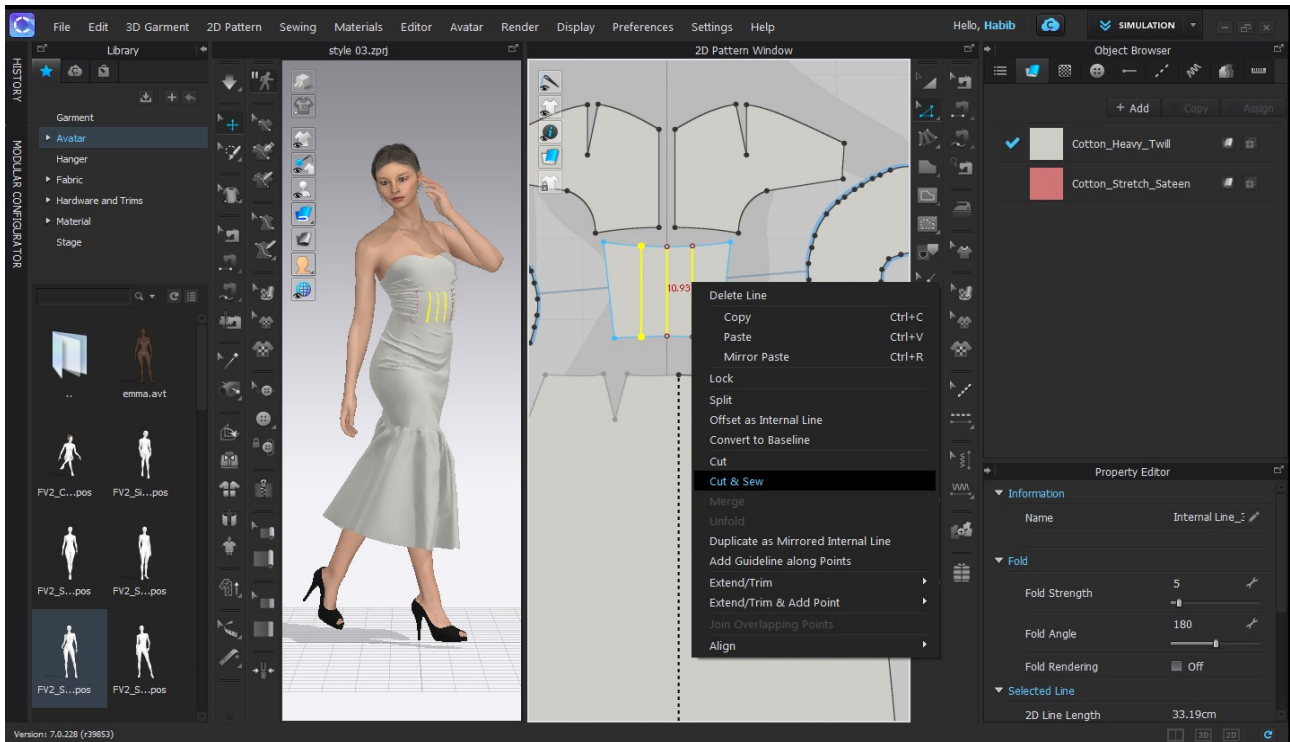 File Edit 3D Garment 2D Pattern Sewing Materials Editor Avatar Render Display Preferences Settings Help
Hello, Habib
SIMULATION
HISTORY
MODULAR CONFIGURATOR
Library
Garment
Avatar
Hanger
Fabric
Hardware and Trims
Material
Stage
..
emma.avt
FV2_C...pos
FV2_Si...pos
FV2_S...pos
FV2_S...pos
FV2_S...pos
FV2_S...pos
style 03.zprj
2D Pattern Window
10.93
Delete Line
Copy Ctrl+C
Paste Ctrl+V
Mirror Paste Ctrl+R
Lock
Split
Offset as Internal Line
Convert to Baseline
Cut
Cut & Sew
Merge
Unfold
Duplicate as Mirrored Internal Line
Add Guideline along Points
Extend/Trim
Extend/Trim & Add Point
Join Overlapping Points
Align
Object Browser
+ Add Copy Assign
Cotton_Heavy_Twill
Cotton_Stretch_Sateen
Property Editor
Information
Name Internal Line_3
Fold
Fold Strength 5
Fold Angle 180
Fold Rendering Off
Selected Line
2D Line Length 33.19cm
Version: 7.0.228 (r39853)
3D 2D